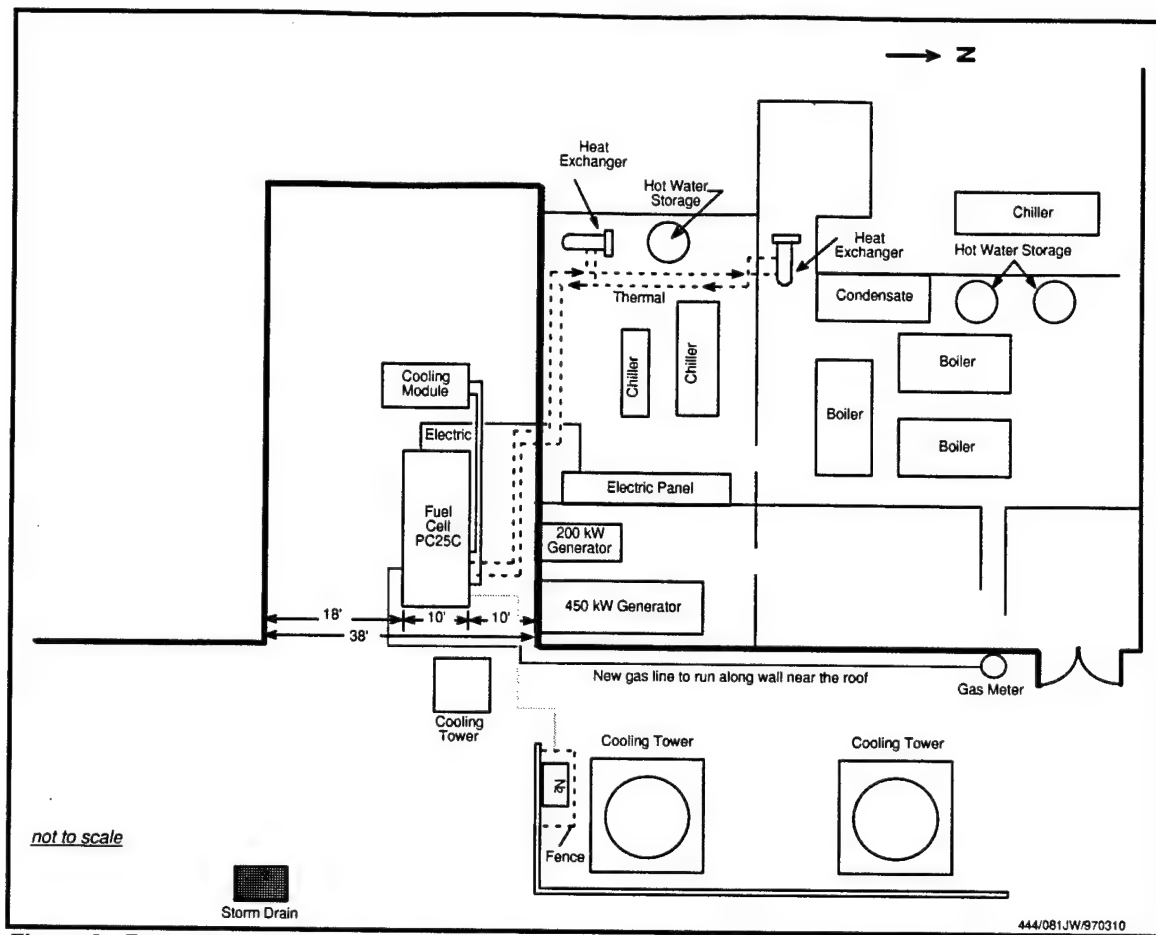 N
Heat
Exchanger
Hot Water
Storage
Chiller
Heat
Exchanger
Hot Water Storage
Thermal
Condensate
Chiller
Chiller
Boiler
Boiler
Boiler
Cooling
Module
Electric
Electric Panel
Fuel
Cell
PC25C
200 kW
Generator
450 kW Generator
18'
10'
10'
38'
New gas line to run along wall near the roof
Gas Meter
Cooling
Tower
Cooling Tower
Cooling Tower
N2
Fence
not to scale
Storm Drain
444/081JW/970310